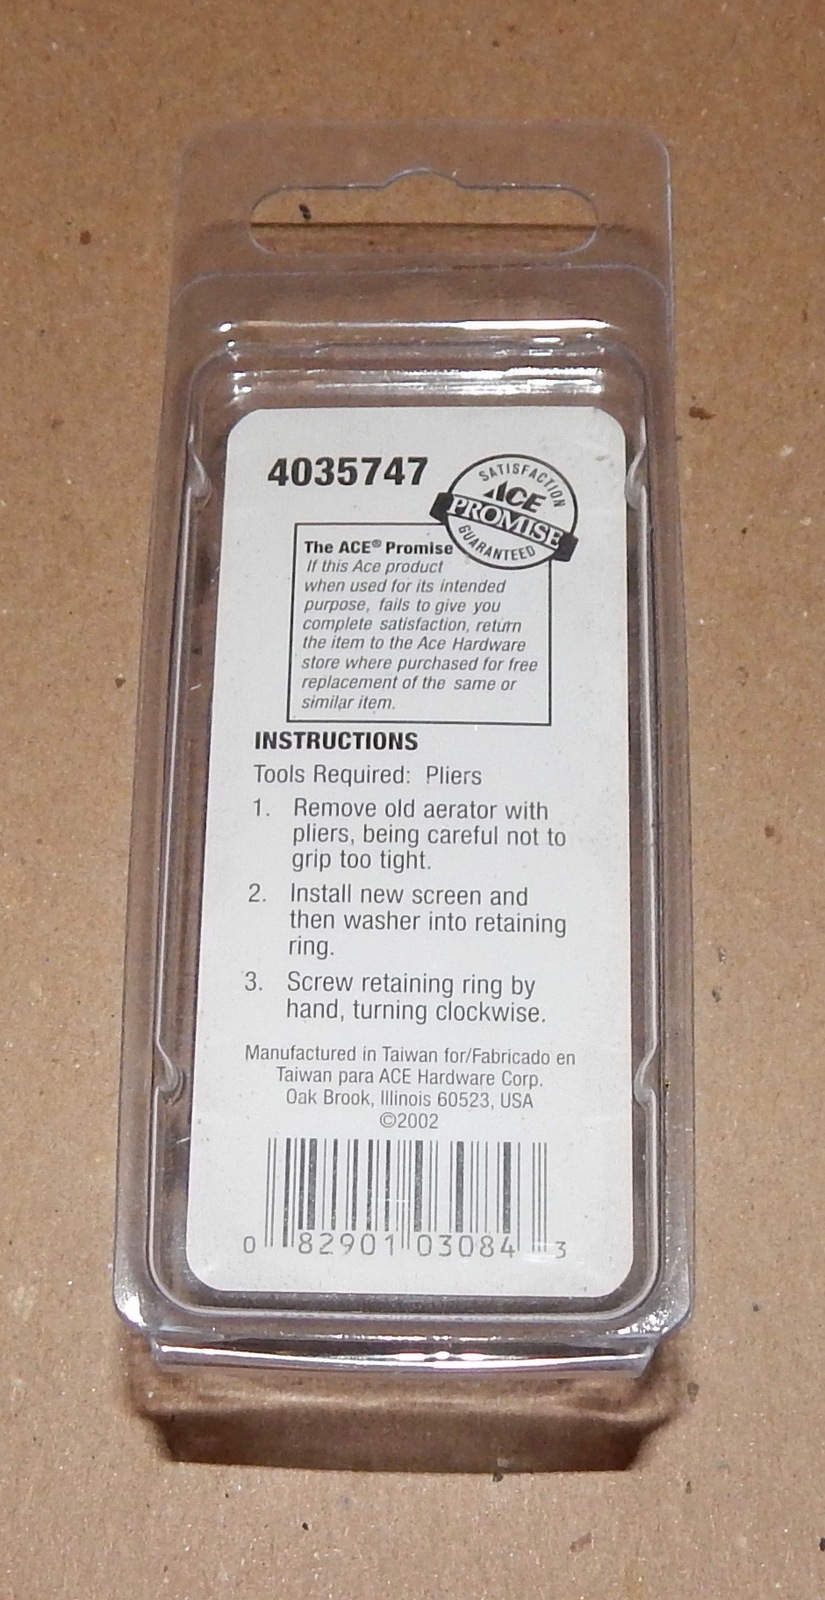 4035747
SATISFACTION
ACE
PROMISE
GUARANTEED
The ACE® Promise
If this Ace product
when used for its intended
purpose, fails to give you
complete satisfaction, return
the item to the Ace Hardware
store where purchased for free
replacement of the same or
similar item.
INSTRUCTIONS
Tools Required: Pliers
1. Remove old aerator with
pliers, being careful not to
grip too tight.
2. Install new screen and
then washer into retaining
ring.
3. Screw retaining ring by
hand, turning clockwise.
Manufactured in Taiwan for/Fabricado en
Taiwan para ACE Hardware Corp.
Oak Brook, Illinois 60523, USA
©2002
0 82901 03084 3